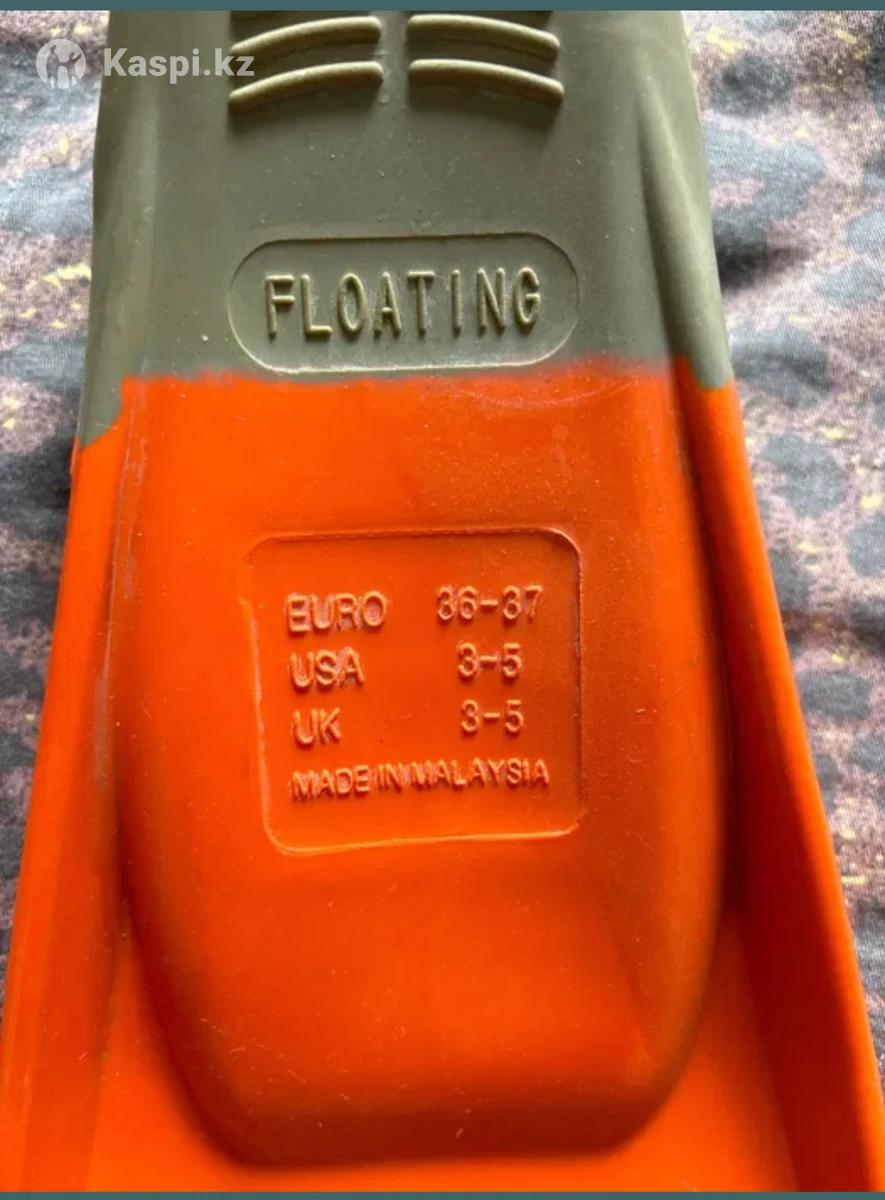 Kaspi.kz
FLOATING
EURO 36-37
USA 3-5
UK 3-5
MADE IN MALAYSIA